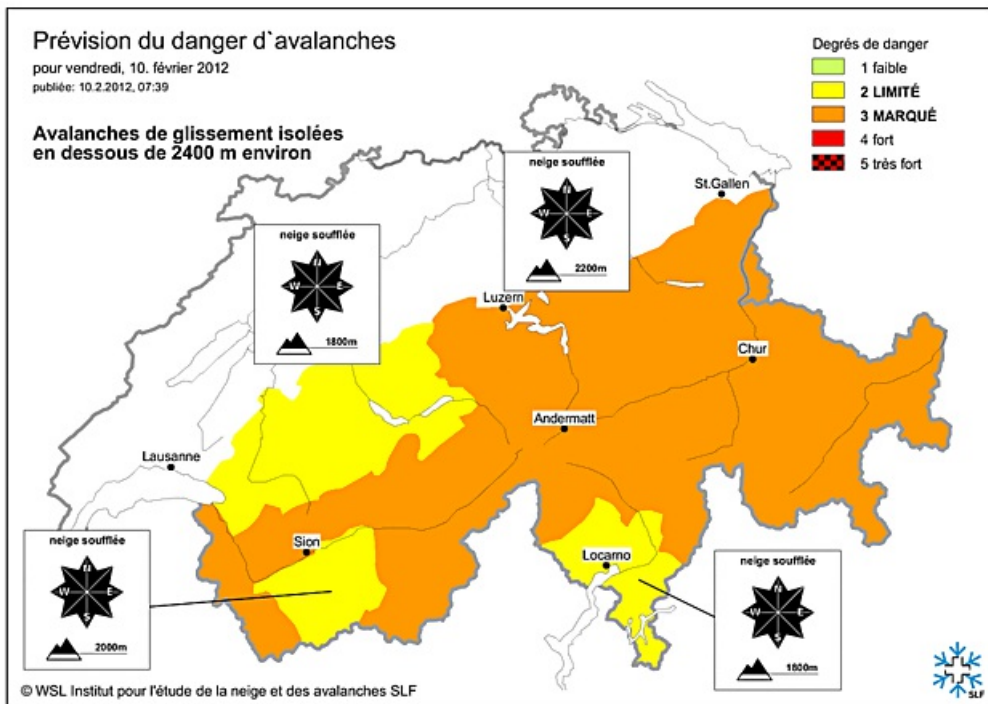 Prévision du danger d`avalanches
pour vendredi, 10. février 2012
publiée: 10.2.2012, 07:39
Avalanches de glissement isolées
en dessous de 2400 m environ
Degrés de danger
1 faible
2 LIMITÉ
3 MARQUÉ
4 fort
5 très fort
neige soufflée
N
W E
S
2200m
St.Gallen
neige soufflée
N
W E
S
1800m
Luzern
Chur
Andermatt
Lausanne
Sion
Locarno
neige soufflée
N
W E
S
2000m
neige soufflée
N
W E
S
1800m
© WSL Institut pour l'étude de la neige et des avalanches SLF
SLF